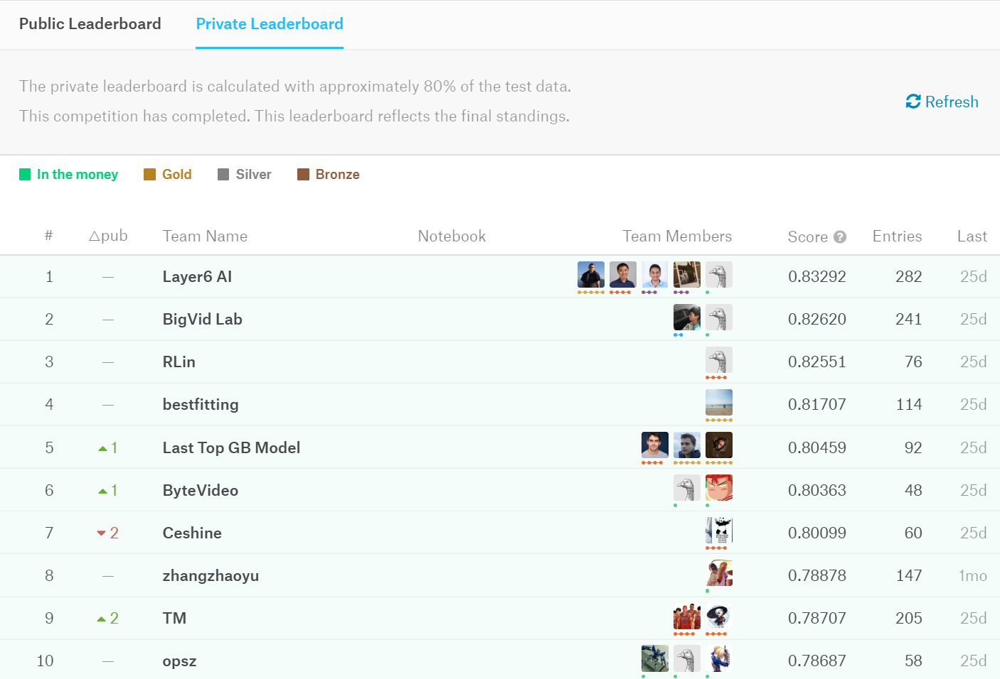 Public Leaderboard Private Leaderboard
The private leaderboard is calculated with approximately 80% of the test data.
This competition has completed. This leaderboard reflects the final standings.
Refresh
In the money Gold Silver Bronze
# △pub Team Name Notebook Team Members Score ? Entries Last
1 — Layer6 AI 0.83292 282 25d
2 — BigVid Lab 0.82620 241 25d
3 — RLin 0.82551 76 25d
4 — bestfitting 0.81707 114 25d
5 ▲1 Last Top GB Model 0.80459 92 25d
6 ▲1 ByteVideo 0.80363 48 25d
7 ▼2 Ceshine 0.80099 60 25d
8 — zhangzhaoyu 0.78878 147 1mo
9 ▲2 TM 0.78707 205 25d
10 — opsz 0.78687 58 25d